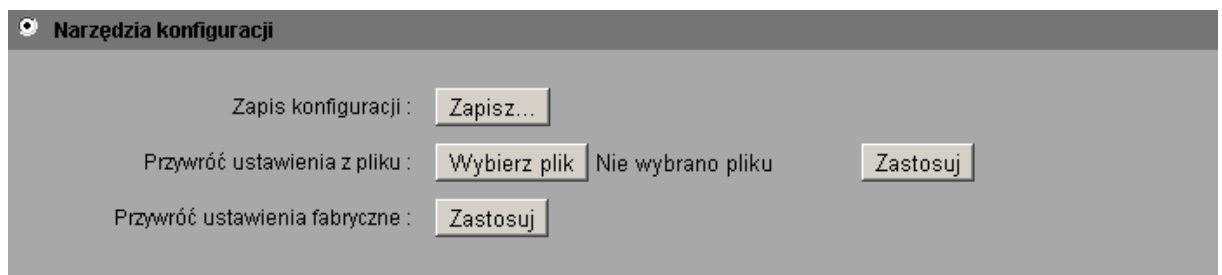 Narzędzia konfiguracji
Zapis konfiguracji : Zapisz...
Przywróć ustawienia z pliku : Wybierz plik Nie wybrano pliku Zastosuj
Przywróć ustawienia fabryczne : Zastosuj